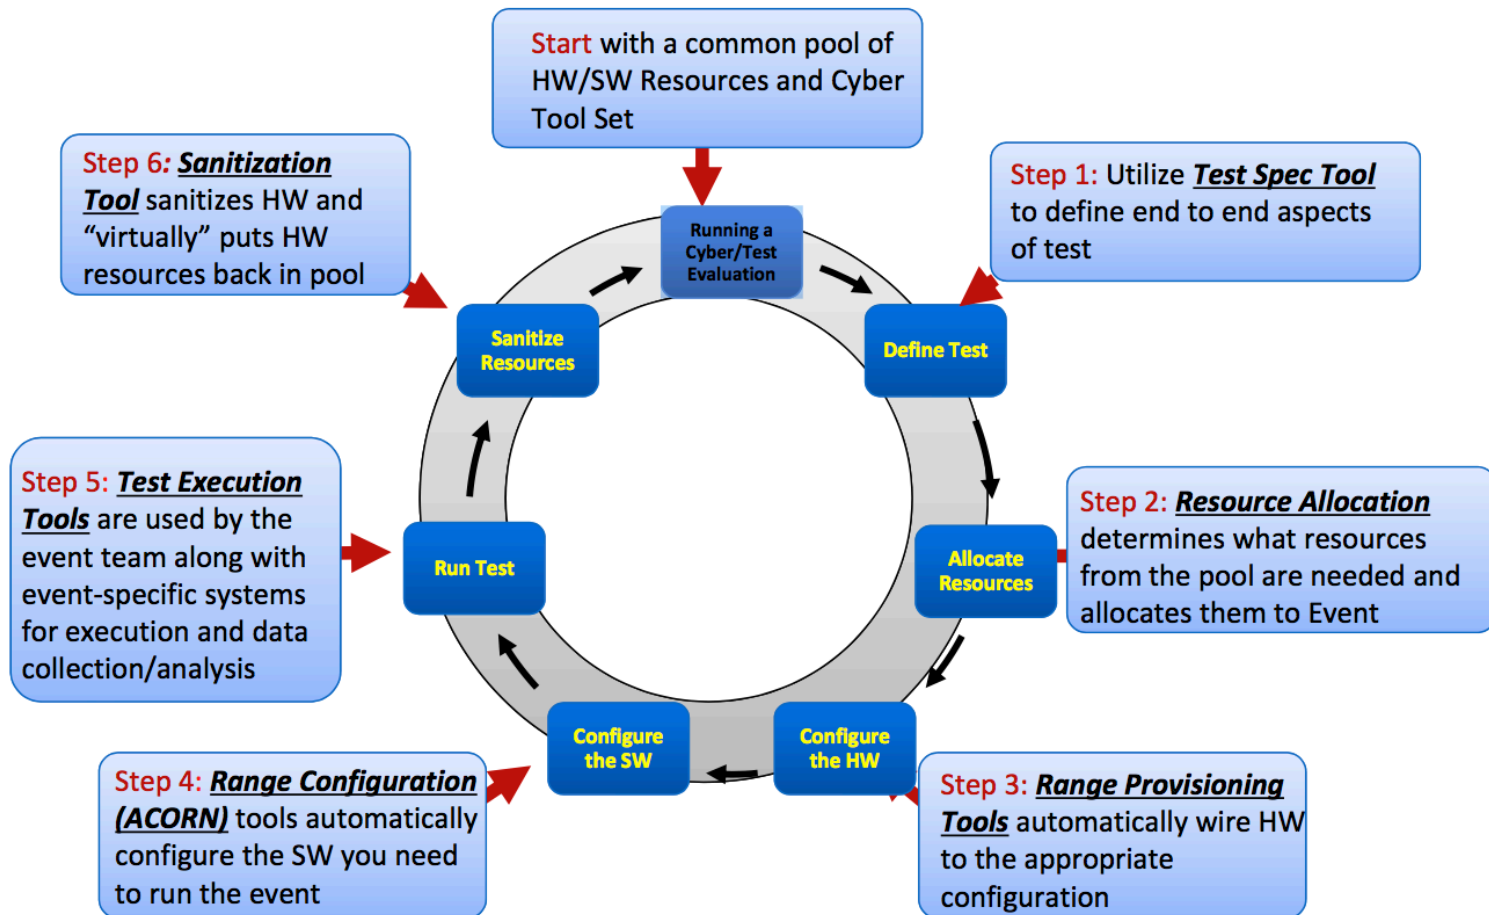 Start with a common pool of
HW/SW Resources and Cyber
Tool Set
Step 6: Sanitization
Tool sanitizes HW and
“virtually” puts HW
resources back in pool
Step 1: Utilize Test Spec Tool
to define end to end aspects
of test
Running a
Cyber/Test
Evaluation
Sanitize
Resources
Define Test
Step 5: Test Execution
Tools are used by the
event team along with
event-specific systems
for execution and data
collection/analysis
Run Test
Allocate
Resources
Step 2: Resource Allocation
determines what resources
from the pool are needed and
allocates them to Event
Configure
the SW
Configure
the HW
Step 4: Range Configuration
(ACORN) tools automatically
configure the SW you need
to run the event
Step 3: Range Provisioning
Tools automatically wire HW
to the appropriate
configuration